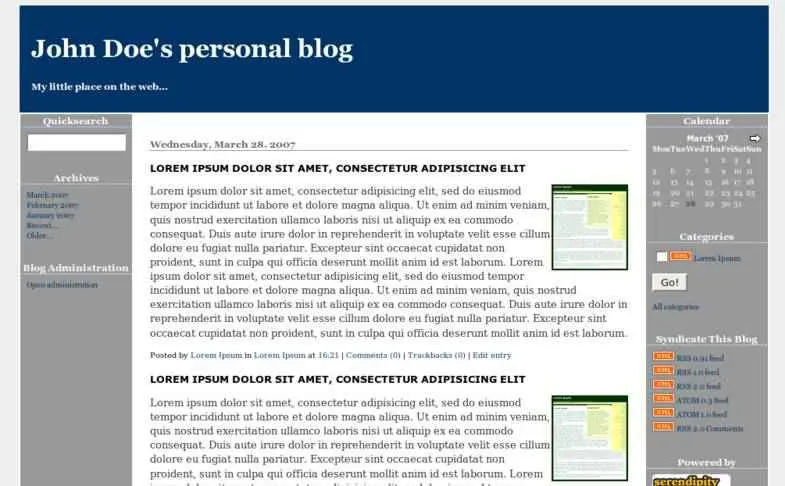 John Doe's personal blog
My little place on the web...
Quicksearch
Archives
March 2007
February 2007
January 2007
Recent...
Older...
Blog Administration
Open administration
Wednesday, March 28. 2007
LOREM IPSUM DOLOR SIT AMET, CONSECTETUR ADIPISICING ELIT
Lorem ipsum dolor sit amet, consectetur adipisicing elit, sed do eiusmod
tempor incididunt ut labore et dolore magna aliqua. Ut enim ad minim veniam,
quis nostrud exercitation ullamco laboris nisi ut aliquip ex ea commodo
consequat. Duis aute irure dolor in reprehenderit in voluptate velit esse cillum
dolore eu fugiat nulla pariatur. Excepteur sint occaecat cupidatat non
proident, sunt in culpa qui officia deserunt mollit anim id est laborum. Lorem
ipsum dolor sit amet, consectetur adipisicing elit, sed do eiusmod tempor
incididunt ut labore et dolore magna aliqua. Ut enim ad minim veniam, quis nostrud
exercitation ullamco laboris nisi ut aliquip ex ea commodo consequat. Duis aute irure dolor in
reprehenderit in voluptate velit esse cillum dolore eu fugiat nulla pariatur. Excepteur sint
occaecat cupidatat non proident, sunt in culpa qui officia deserunt mollit anim id est laborum.
Posted by Lorem Ipsum in Lorem Ipsum at 16:21 | Comments (0) | Trackbacks (0) | Edit entry
LOREM IPSUM DOLOR SIT AMET, CONSECTETUR ADIPISICING ELIT
Lorem ipsum dolor sit amet, consectetur adipisicing elit, sed do eiusmod
tempor incididunt ut labore et dolore magna aliqua. Ut enim ad minim veniam,
quis nostrud exercitation ullamco laboris nisi ut aliquip ex ea commodo
consequat. Duis aute irure dolor in reprehenderit in voluptate velit esse cillum
dolore eu fugiat nulla pariatur. Excepteur sint occaecat cupidatat non
proident, sunt in culpa qui officia deserunt mollit anim id est laborum. Lorem
Calendar
March '07
Mon Tue Wed Thu Fri Sat Sun
1 2 3 4
5 6 7 8 9 10 11
12 13 14 15 16 17 18
19 20 21 22 23 24 25
26 27 28 29 30 31
Categories
XML Lorem Ipsum
Go!
All categories
Syndicate This Blog
XML RSS 0.91 feed
XML RSS 1.0 feed
XML RSS 2.0 feed
XML ATOM 0.3 feed
XML ATOM 1.0 feed
XML RSS 2.0 Comments
Powered by
serendipity